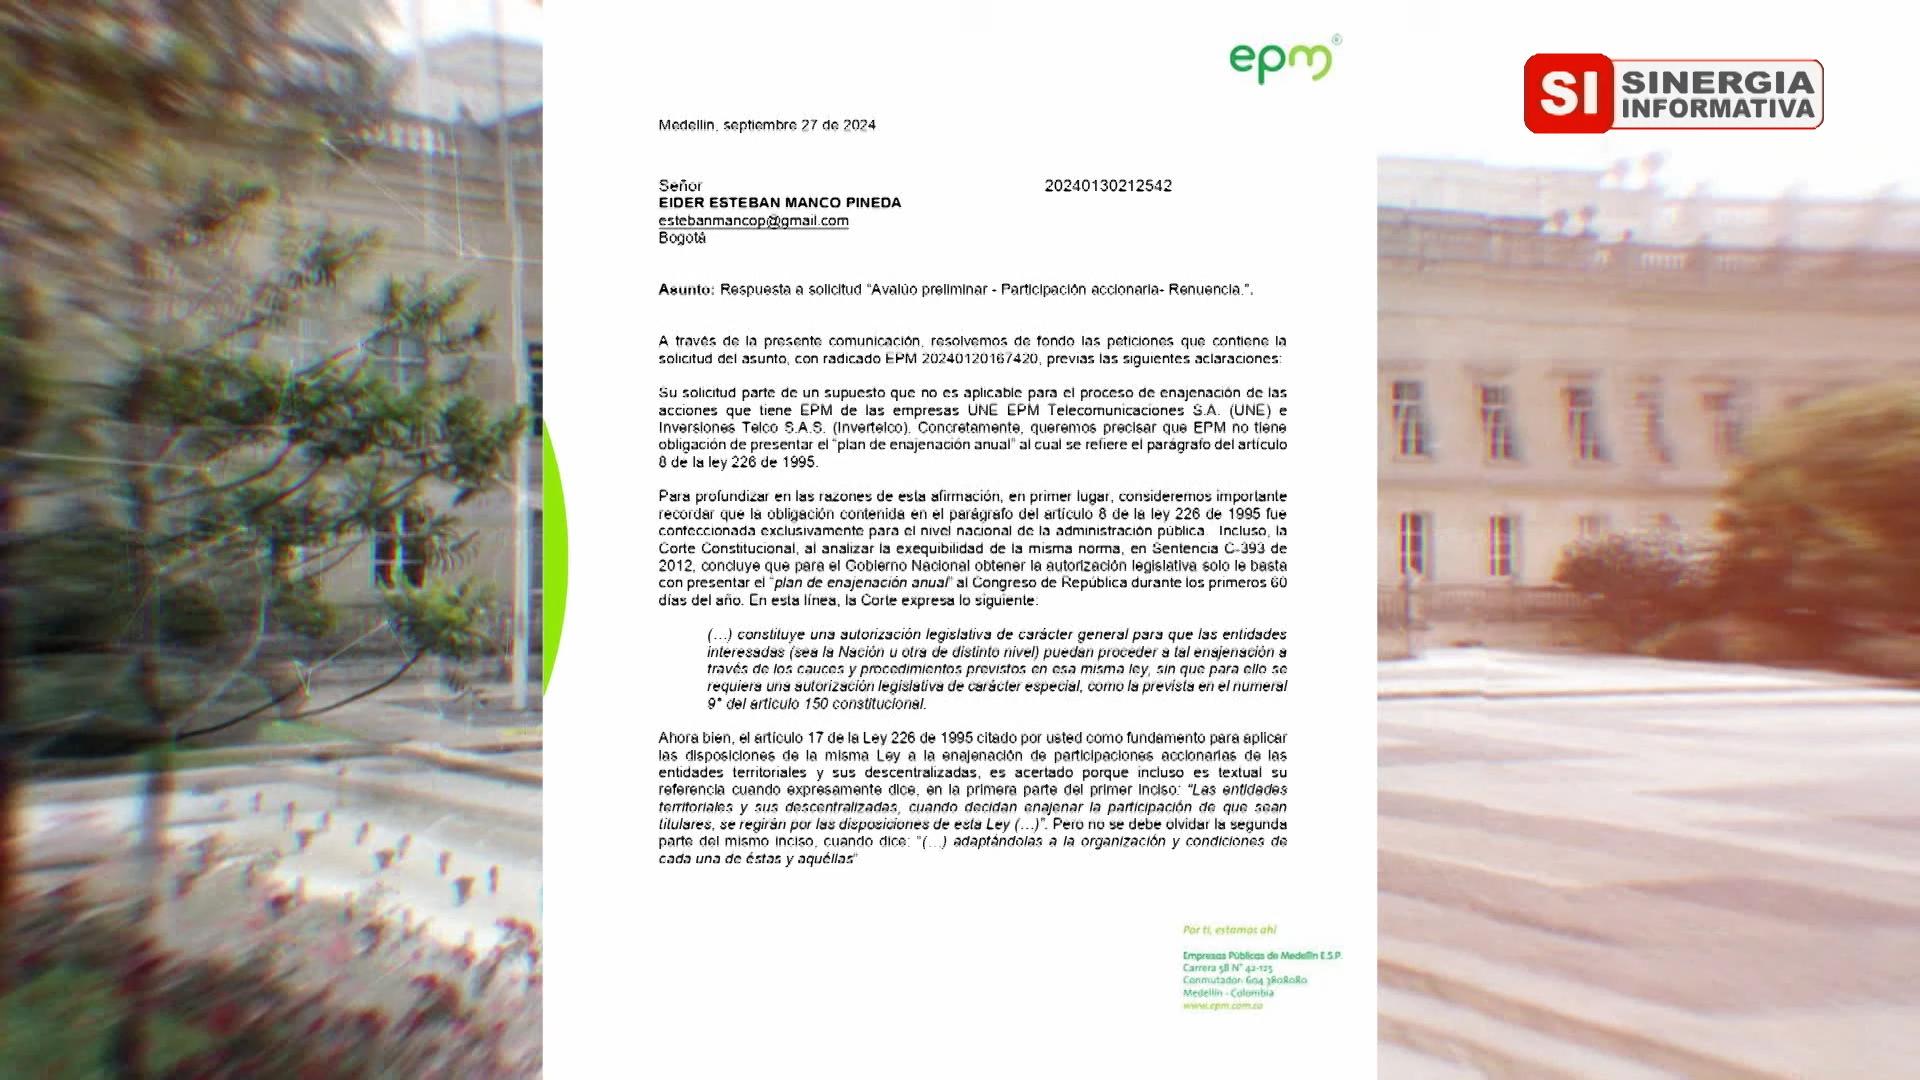 epm®
SI SINERGIA
INFORMATIVA
Medellín, septiembre 27 de 2024
Señor 20240130212542
EIDER ESTEBAN MANCO PINEDA
estebanmancop@gmail.com
Bogotá
Asunto: Respuesta a solicitud “Avalúo preliminar - Participación accionaria- Renuencia.”.
A través de la presente comunicación, resolvemos de fondo las peticiones que contiene la
solicitud del asunto, con radicado EPM 20240120167420, previas las siguientes aclaraciones:
Su solicitud parte de un supuesto que no es aplicable para el proceso de enajenación de las
acciones que tiene EPM de las empresas UNE EPM Telecomunicaciones S.A. (UNE) e
Inversiones Telco S.A.S. (Invertelco). Concretamente, queremos precisar que EPM no tiene
obligación de presentar el “plan de enajenación anual” al cual se refiere el parágrafo del artículo
8 de la ley 226 de 1995.
Para profundizar en las razones de esta afirmación, en primer lugar, consideremos importante
recordar que la obligación contenida en el parágrafo del artículo 8 de la ley 226 de 1995 fue
confeccionada exclusivamente para el nivel nacional de la administración pública. Incluso, la
Corte Constitucional, al analizar la exequibilidad de la misma norma, en Sentencia C-393 de
2012, concluye que para el Gobierno Nacional obtener la autorización legislativa solo le basta
con presentar el “plan de enajenación anual” al Congreso de República durante los primeros 60
días del año. En esta línea, la Corte expresa lo siguiente:
(…) constituye una autorización legislativa de carácter general para que las entidades
interesadas (sea la Nación u otra de distinto nivel) puedan proceder a tal enajenación a
través de los cauces y procedimientos previstos en esa misma ley, sin que para ello se
requiera una autorización legislativa de carácter especial, como la prevista en el numeral
9° del artículo 150 constitucional.
Ahora bien, el artículo 17 de la Ley 226 de 1995 citado por usted como fundamento para aplicar
las disposiciones de la misma Ley a la enajenación de participaciones accionarias de las
entidades territoriales y sus descentralizadas, es acertado porque incluso es textual su
referencia cuando expresamente dice, en la primera parte del primer inciso: “Las entidades
territoriales y sus descentralizadas, cuando decidan enajenar la participación de que sean
titulares, se regirán por las disposiciones de esta Ley (…)”. Pero no se debe olvidar la segunda
parte del mismo inciso, cuando dice: “(…) adaptándolas a la organización y condiciones de
cada una de éstas y aquéllas”
Por ti, estamos ahí
Empresas Públicas de Medellín E.S.P.
Carrera 58 N° 42-125
Conmutador: 604 3808080
Medellín - Colombia
www.epm.com.co